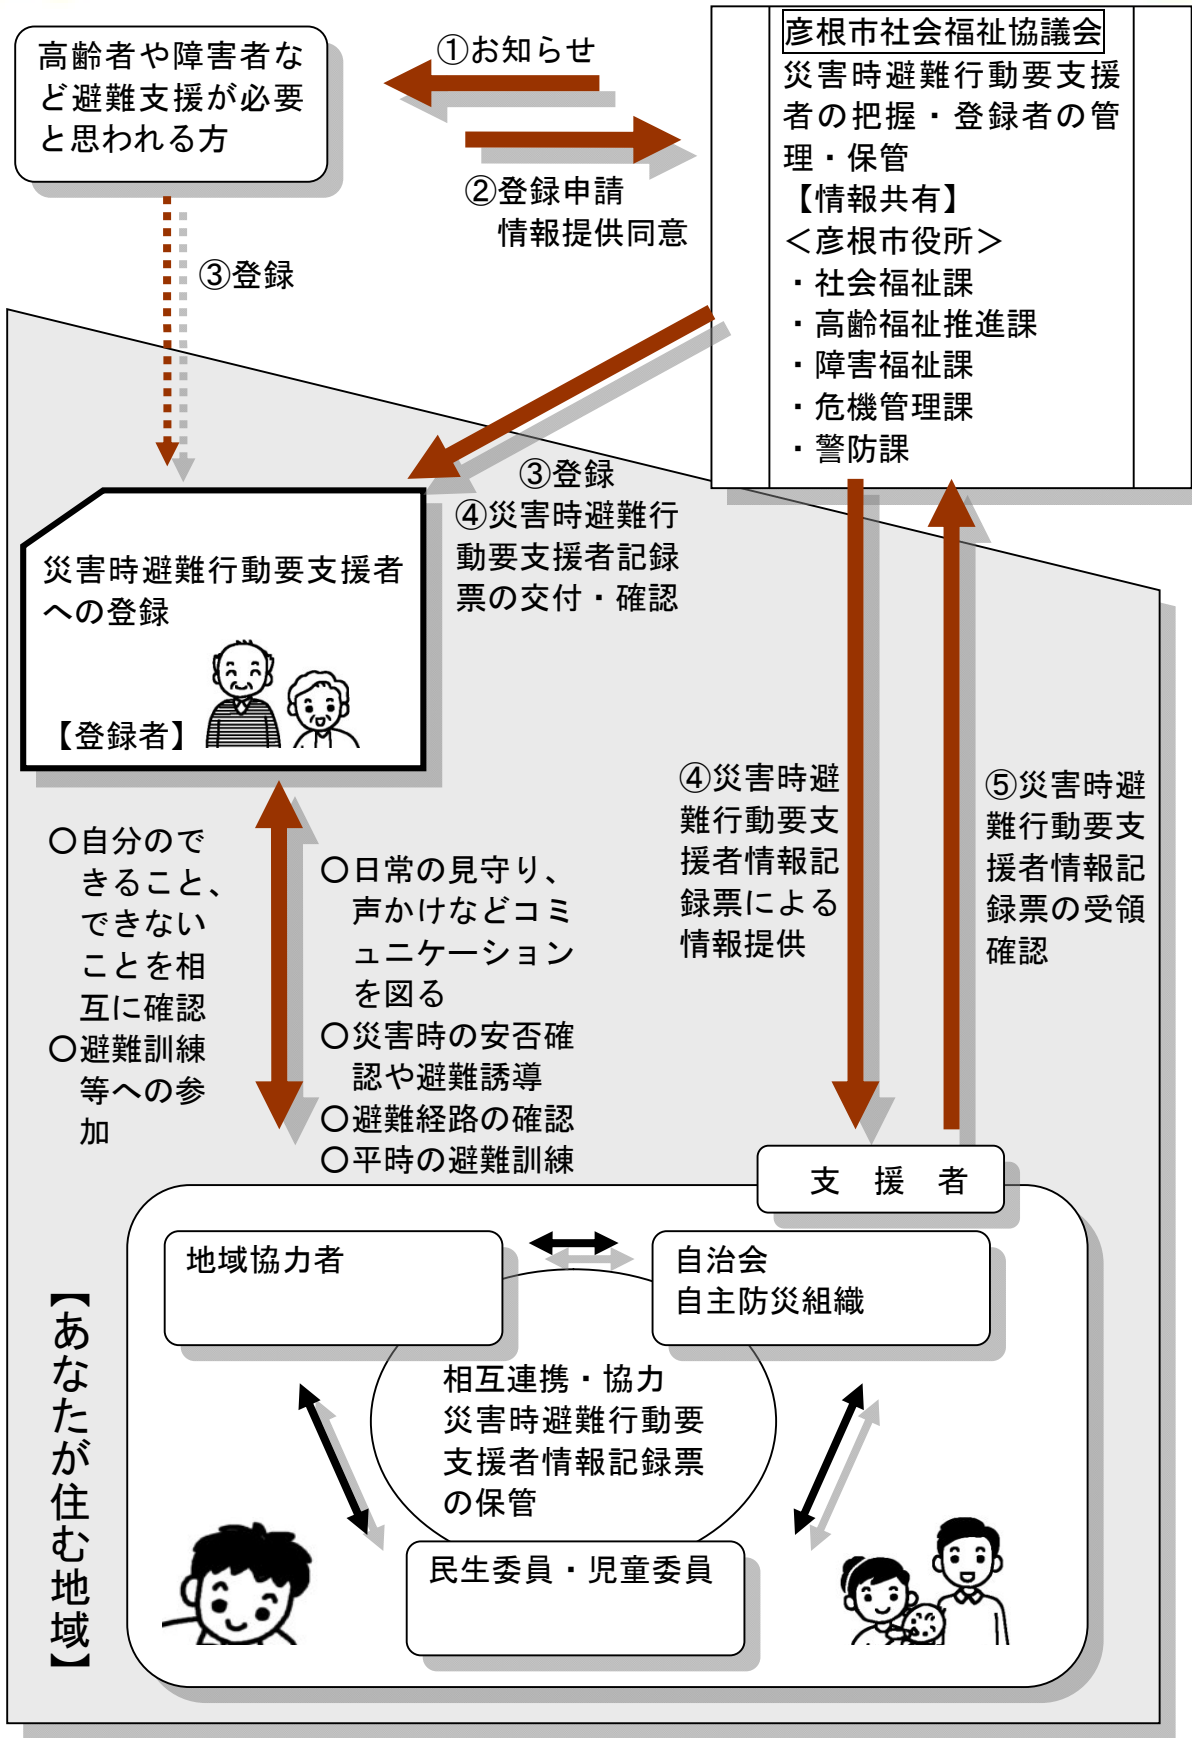 高齢者や障害者な
ど避難支援が必要
と思われる方
①お知らせ
②登録申請
情報提供同意
彦根市社会福祉協議会
災害時避難行動要支援
者の把握・登録者の管
理・保管
【情報共有】
＜彦根市役所＞
・社会福祉課
・高齢福祉推進課
・障害福祉課
・危機管理課
・警防課
③登録
③登録
④災害時避難行
動要支援者記録
票の交付・確認
災害時避難行動要支援者
への登録
【登録者】
④災害時避
難行動要支
援者情報記
録票による
情報提供
⑤災害時避
難行動要支
援者情報記
録票の受領
確認
○自分ので
きること、
できない
ことを相
互に確認
○避難訓練
等への参
加
○日常の見守り、
声かけなどコミ
ュニケーション
を図る
○災害時の安否確
認や避難誘導
○避難経路の確認
○平時の避難訓練
支　援　者
地域協力者
自治会
自主防災組織
相互連携・協力
災害時避難行動要
支援者情報記録票
の保管
民生委員・児童委員
【あなたが住む地域】